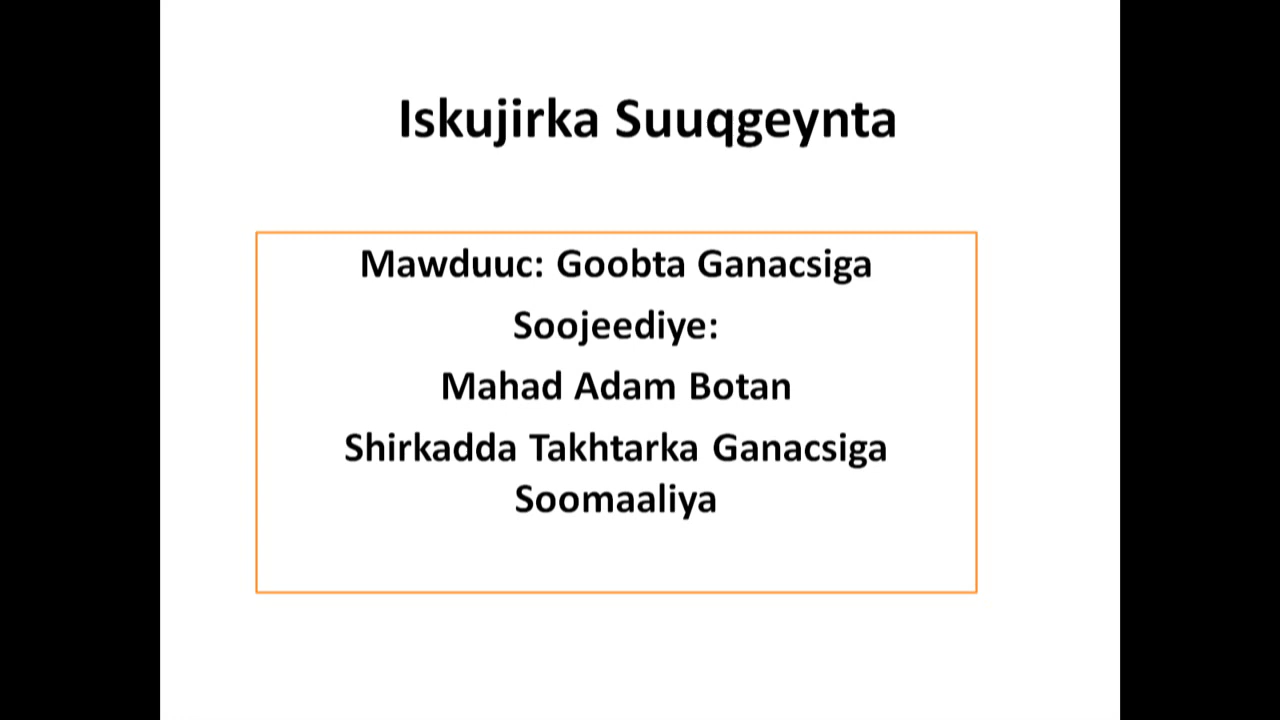 Iskujirka Suuqgeynta
Mawduuc: Goobta Ganacsiga
Soojeediye:
Mahad Adam Botan
Shirkadda Takhtarka Ganacsiga
Soomaaliya